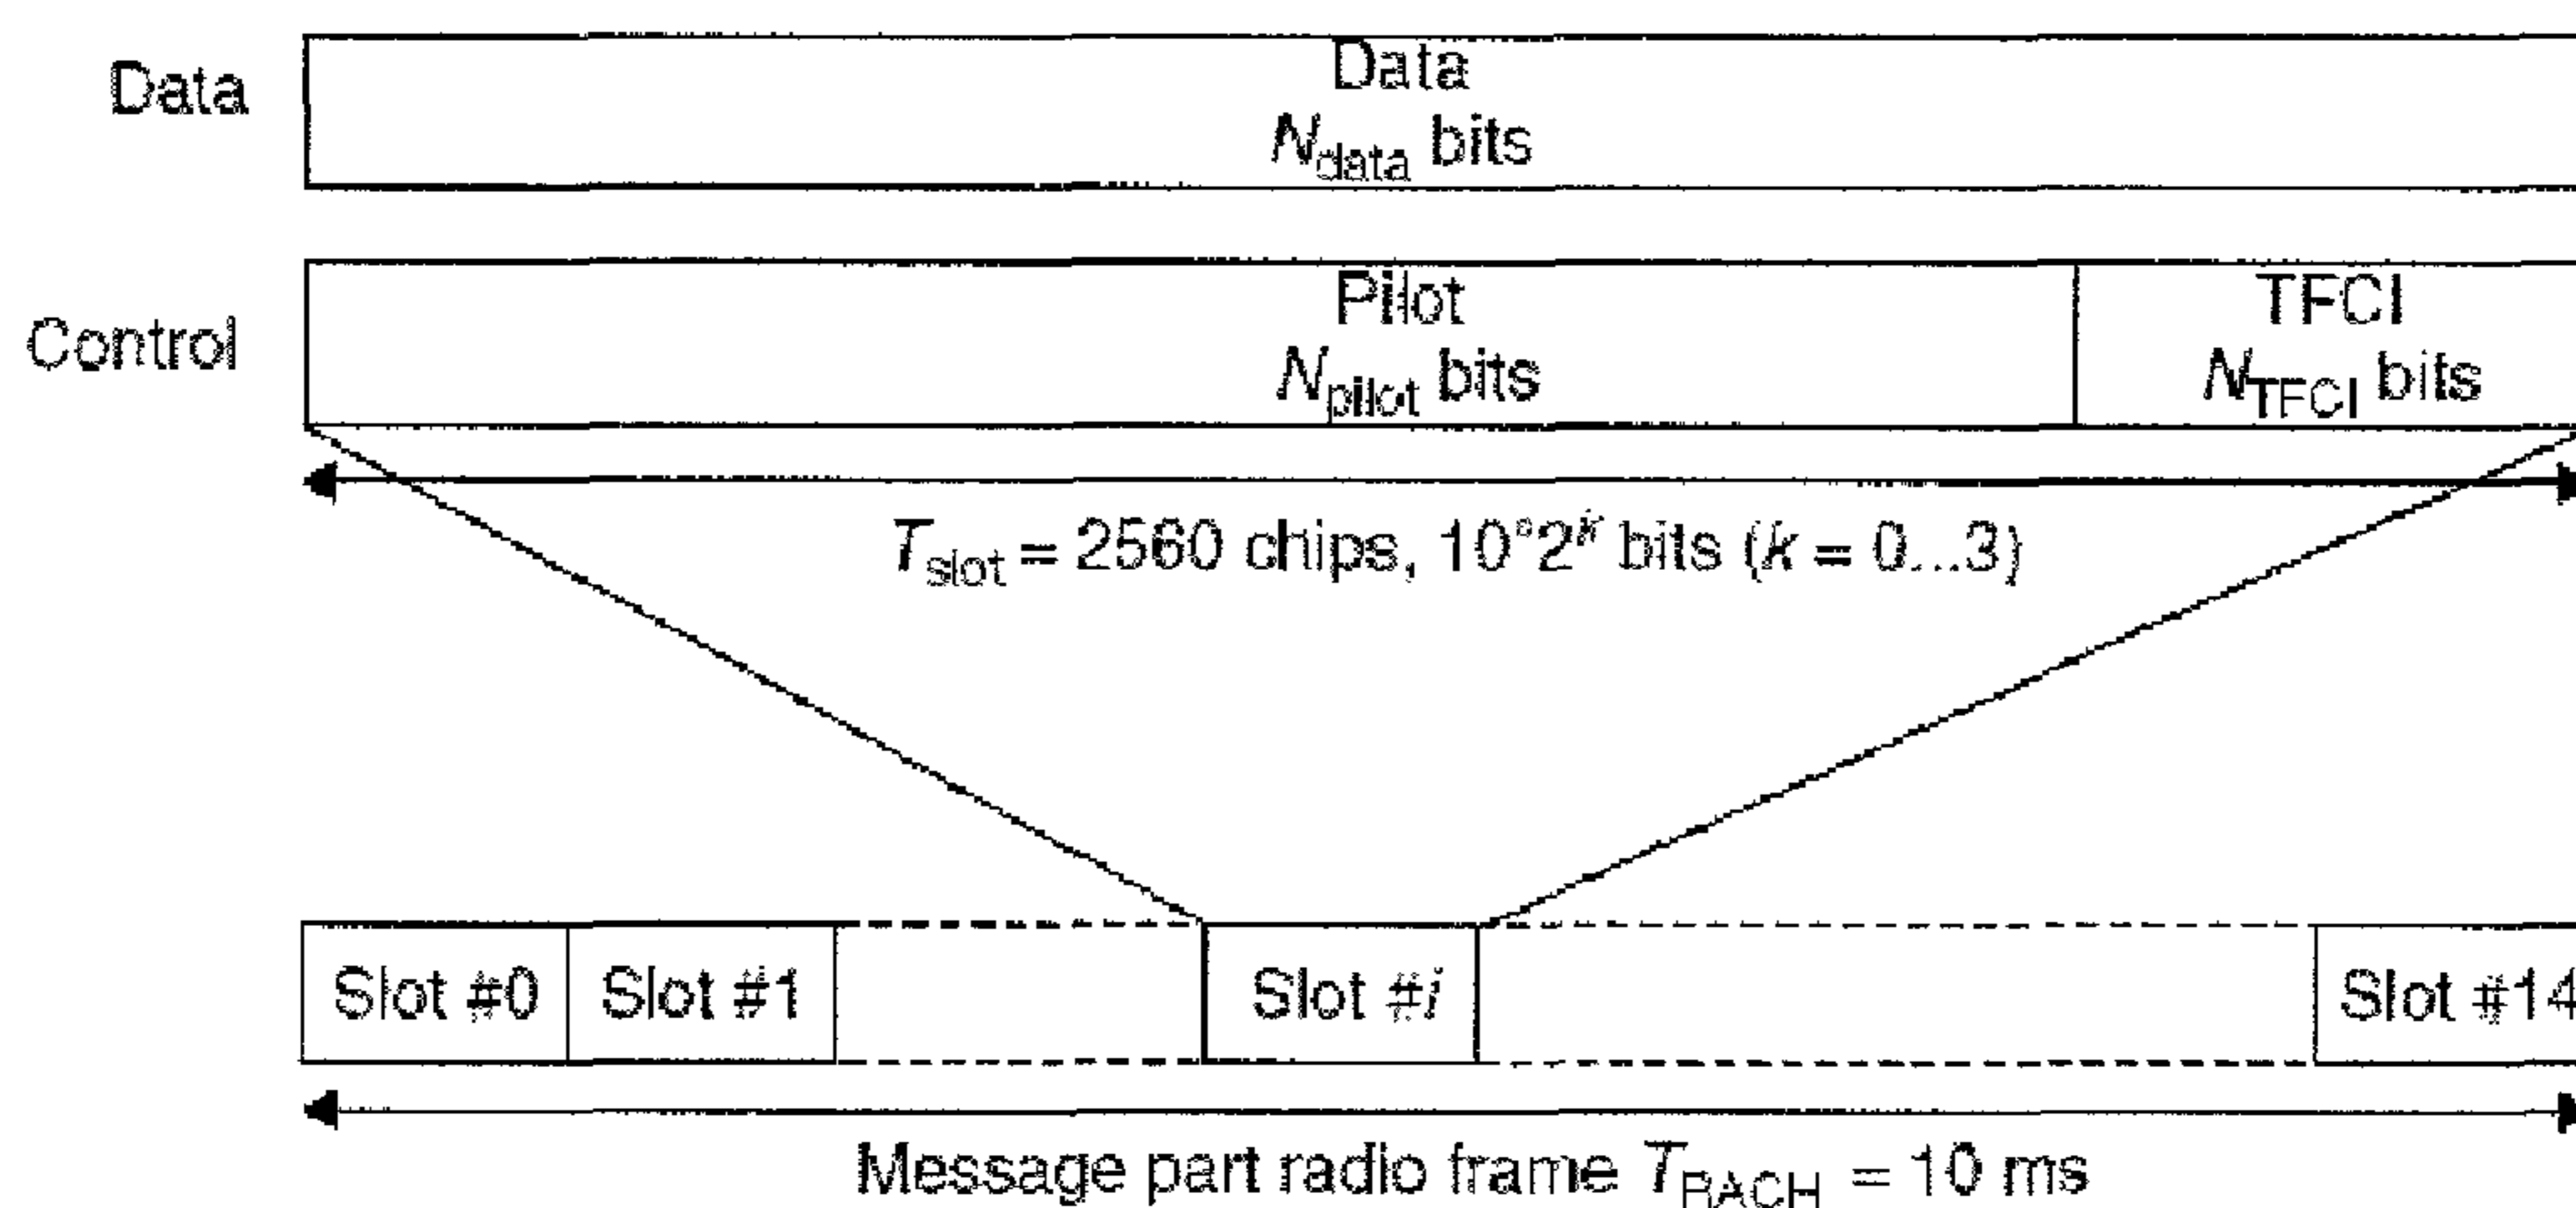 Data
Data
N_data bits
Control
Pilot
N_pilot bits
TFCI
N_TFCI bits
T_slot = 2560 chips, 10°2^k bits (k = 0...3)
Slot #0
Slot #1
Slot #i
Slot #14
Message part radio frame T_RACH = 10 ms